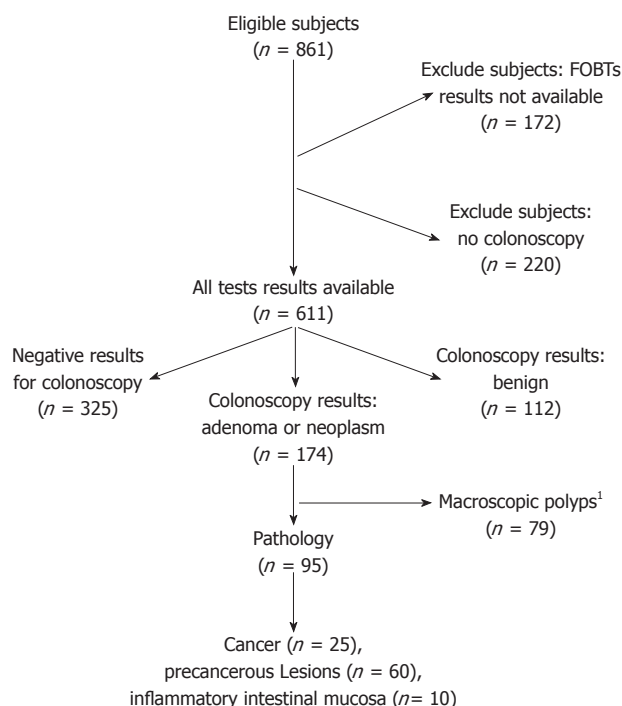 Eligible subjects
(n = 861)
Exclude subjects: FOBTs
results not available
(n = 172)
Exclude subjects:
no colonoscopy
(n = 220)
All tests results available
(n = 611)
Negative results
for colonoscopy
(n = 325)
Colonoscopy results:
adenoma or neoplasm
(n = 174)
Colonoscopy results:
benign
(n = 112)
Macroscopic polyps¹
(n = 79)
Pathology
(n = 95)
Cancer (n = 25),
precancerous Lesions (n = 60),
inflammatory intestinal mucosa (n= 10)